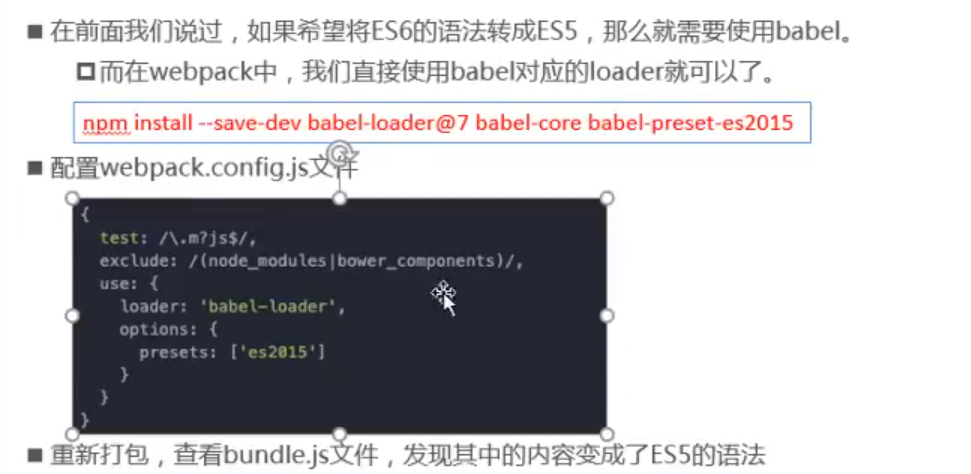 在前面我们说过，如果希望将ES6的语法转成ES5，那么就需要使用babel。
而在webpack中，我们直接使用babel对应的loader就可以了。
npm install --save-dev babel-loader@7 babel-core babel-preset-es2015
配置webpack.config.js文件
{
  test: /\.m?js$/,
  exclude: /(node_modules|bower_components)/,
  use: {
    loader: 'babel-loader',
    options: {
      presets: ['es2015']
    }
  }
}
重新打包，查看bundle.js文件，发现其中的内容变成了ES5的语法